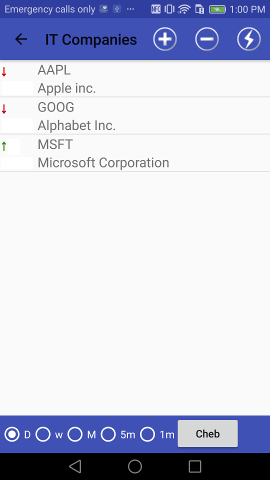 Emergency calls only ... 1:00 PM
IT Companies
AAPL
Apple inc.
GOOG
Alphabet Inc.
MSFT
Microsoft Corporation
D w M 5m 1m Cheb